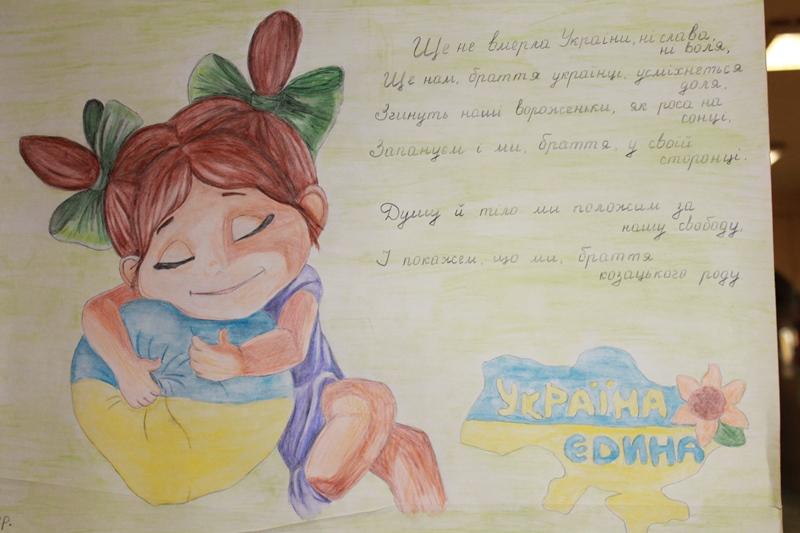 Ще не вмерла України, ні слава,
ні воля,
Ще нам, браття українці, усміхнеться
доля.
Згинуть наші вороженьки, як роса на
сонці,
Запануєм і ми, браття, у своїй
сторонці.
Душу й тіло ми положим за
нашу свободу,
І покажем, що ми, браття
козацького роду
УКРАЇНА
ЄДИНА
р.